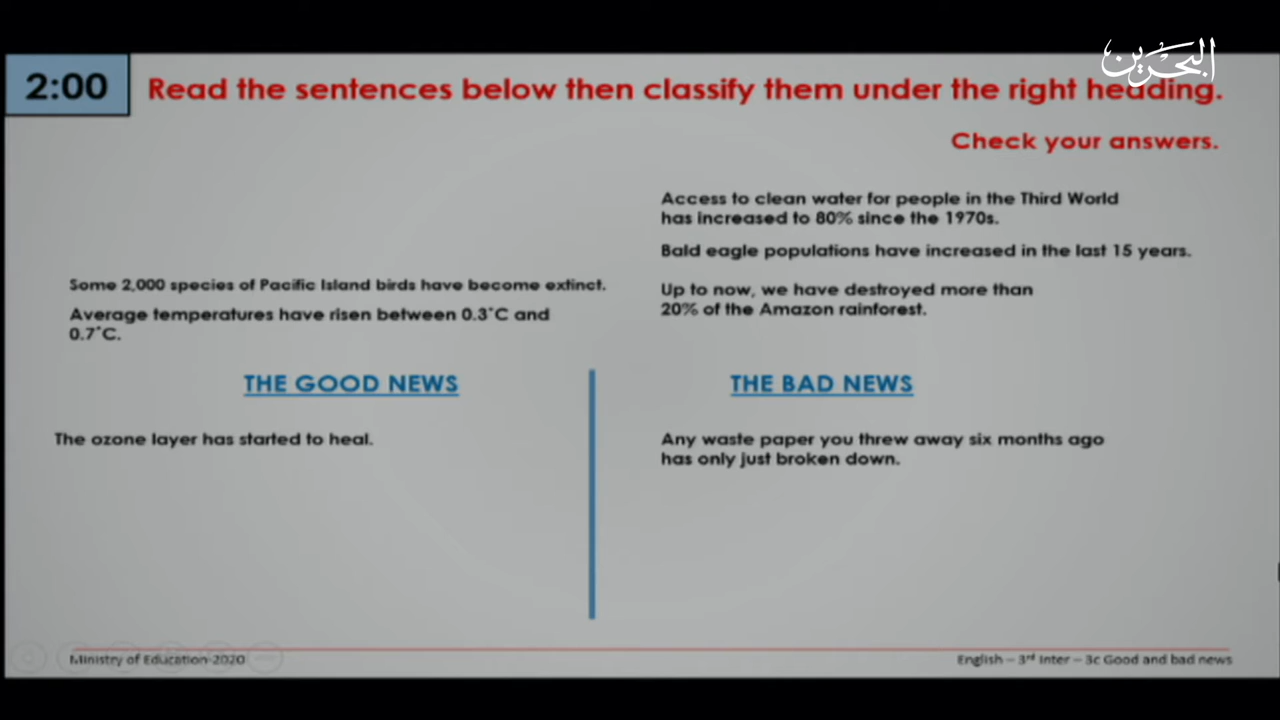 البحرين
2:00
Read the sentences below then classify them under the right heading.
Check your answers.
Access to clean water for people in the Third World
has increased to 80% since the 1970s.
Bald eagle populations have increased in the last 15 years.
Some 2,000 species of Pacific Island birds have become extinct.
Up to now, we have destroyed more than
20% of the Amazon rainforest.
Average temperatures have risen between 0.3˚C and
0.7˚C.
THE GOOD NEWS
THE BAD NEWS
The ozone layer has started to heal.
Any waste paper you threw away six months ago
has only just broken down.
Ministry of Education-2020
English – 3rd Inter – 3c Good and bad news